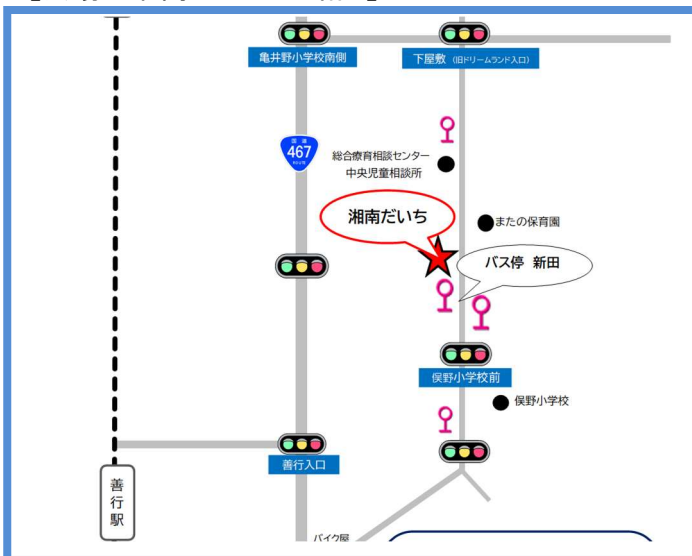 亀井野小学校南側
下屋敷 (旧ドリームランド入口)
国道
467
ROUTE
総合療育相談センター
中央児童相談所
湘南だいち
またの保育園
バス停 新田
俣野小学校前
俣野小学校
善行入口
善行駅
バイク屋